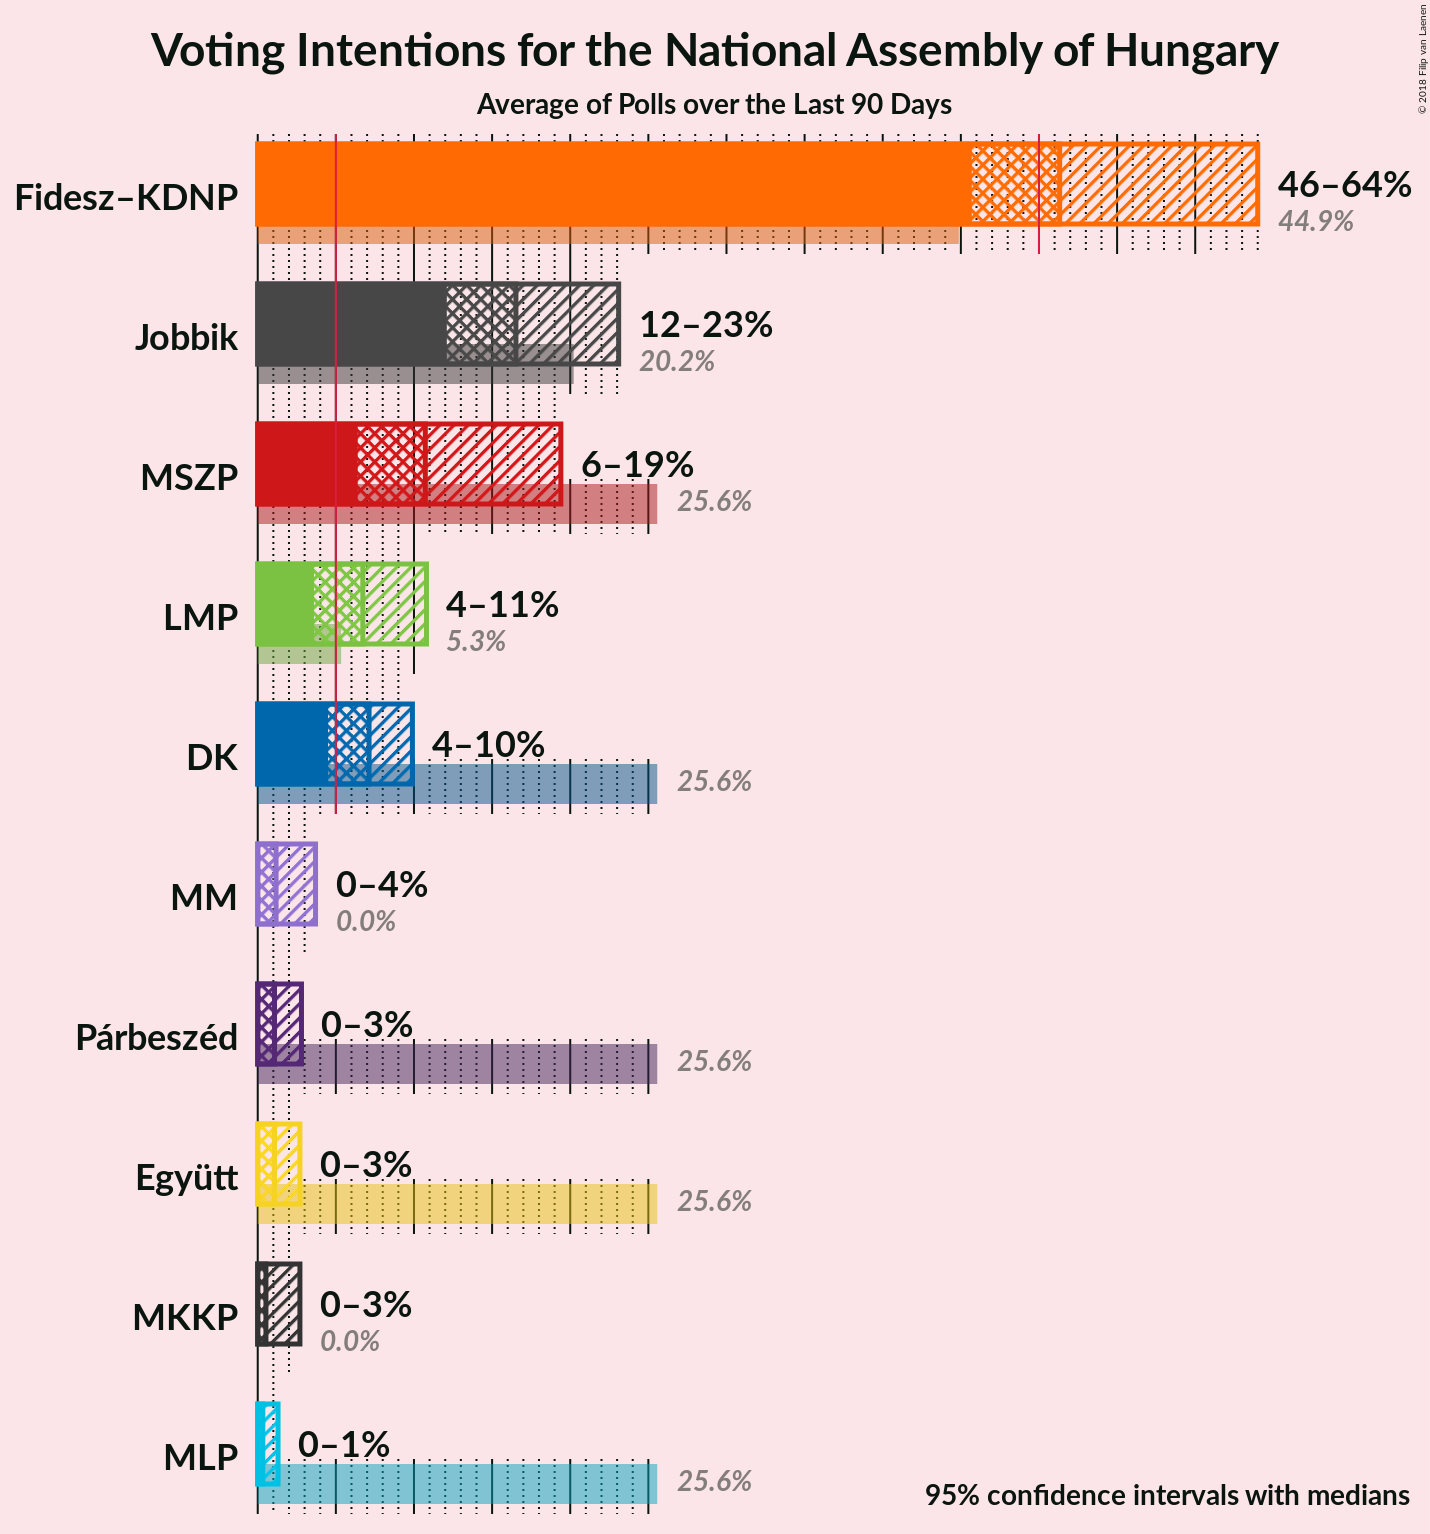 Voting Intentions for the National Assembly of Hungary
Average of Polls over the Last 90 Days
© 2018 Filip van Laenen
Fidesz–KDNP
46–64%
44.9%
Jobbik
12–23%
20.2%
MSZP
6–19%
25.6%
LMP
4–11%
5.3%
DK
4–10%
25.6%
MM
0–4%
0.0%
Párbeszéd
0–3%
25.6%
Együtt
0–3%
25.6%
MKKP
0–3%
0.0%
MLP
0–1%
25.6%
95% confidence intervals with medians